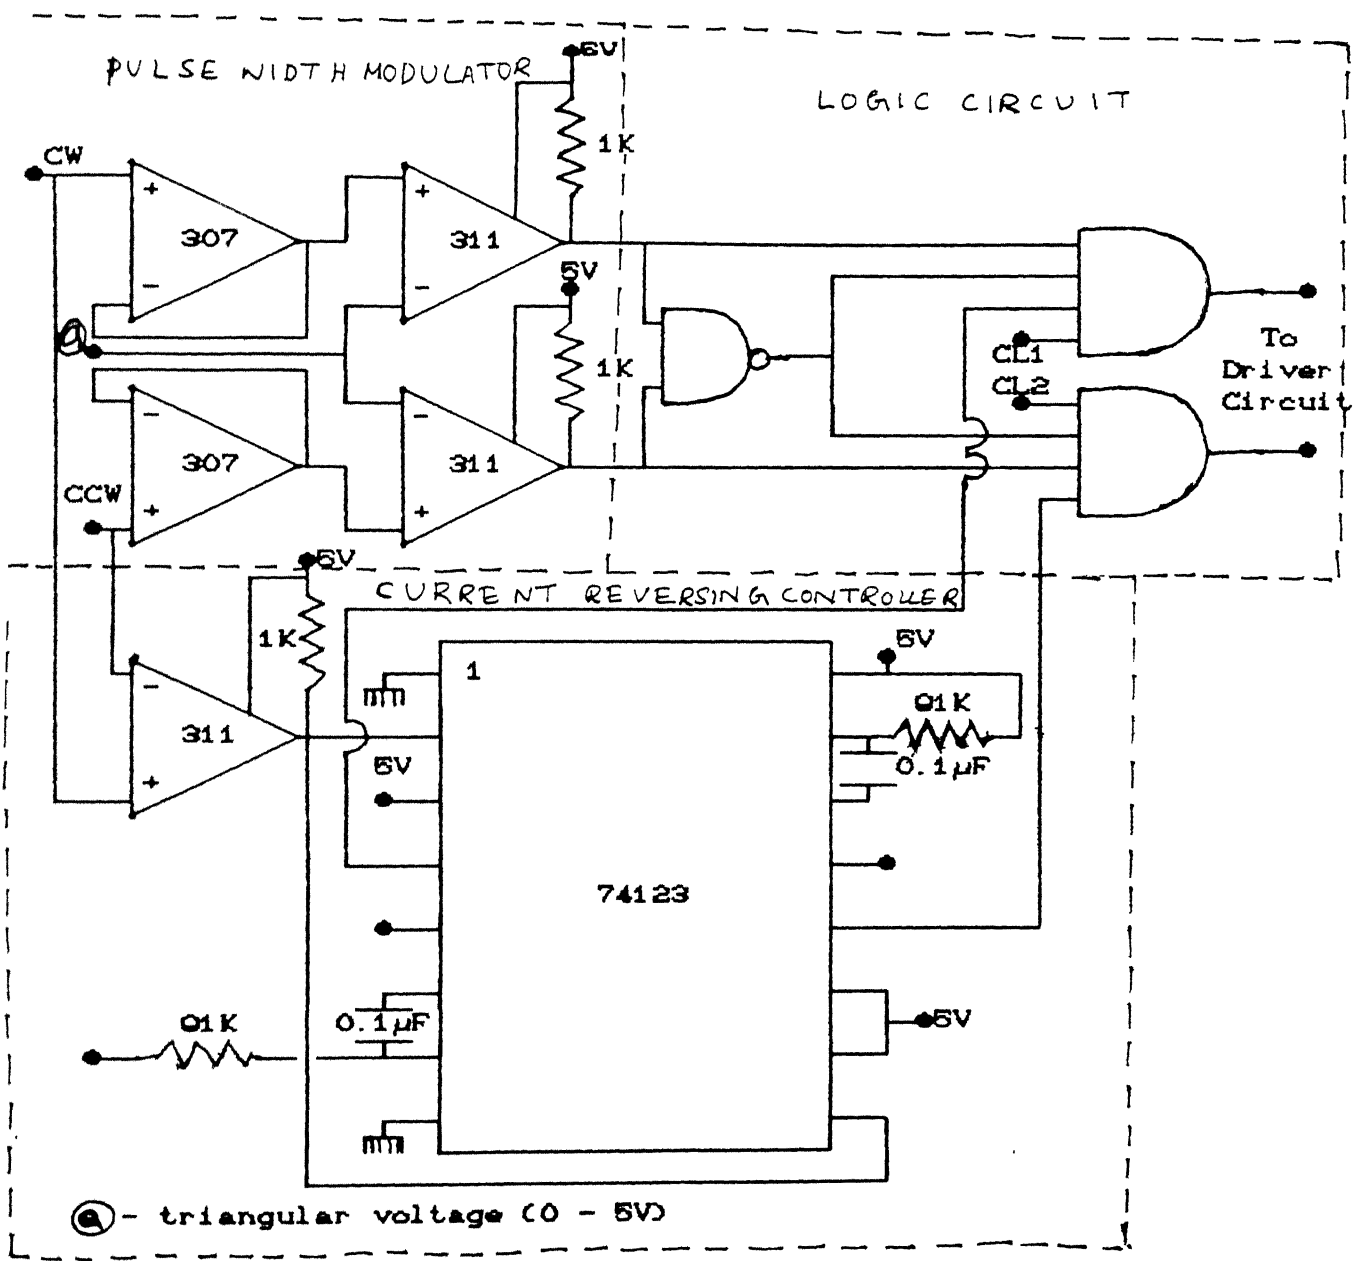 PULSE WIDTH MODULATOR
LOGIC CIRCUIT
5V
1K
CW
+
307
-
+
311
-
5V
1K
a
-
307
+
-
311
+
CCW
CL1
CL2
To
Driver
Circuit
5V
CURRENT REVERSING CONTROLLER
1K
-
311
+
1
5V
91K
0.1µF
5V
74123
91K
0.1µF
5V
a - triangular voltage (0 - 5V)